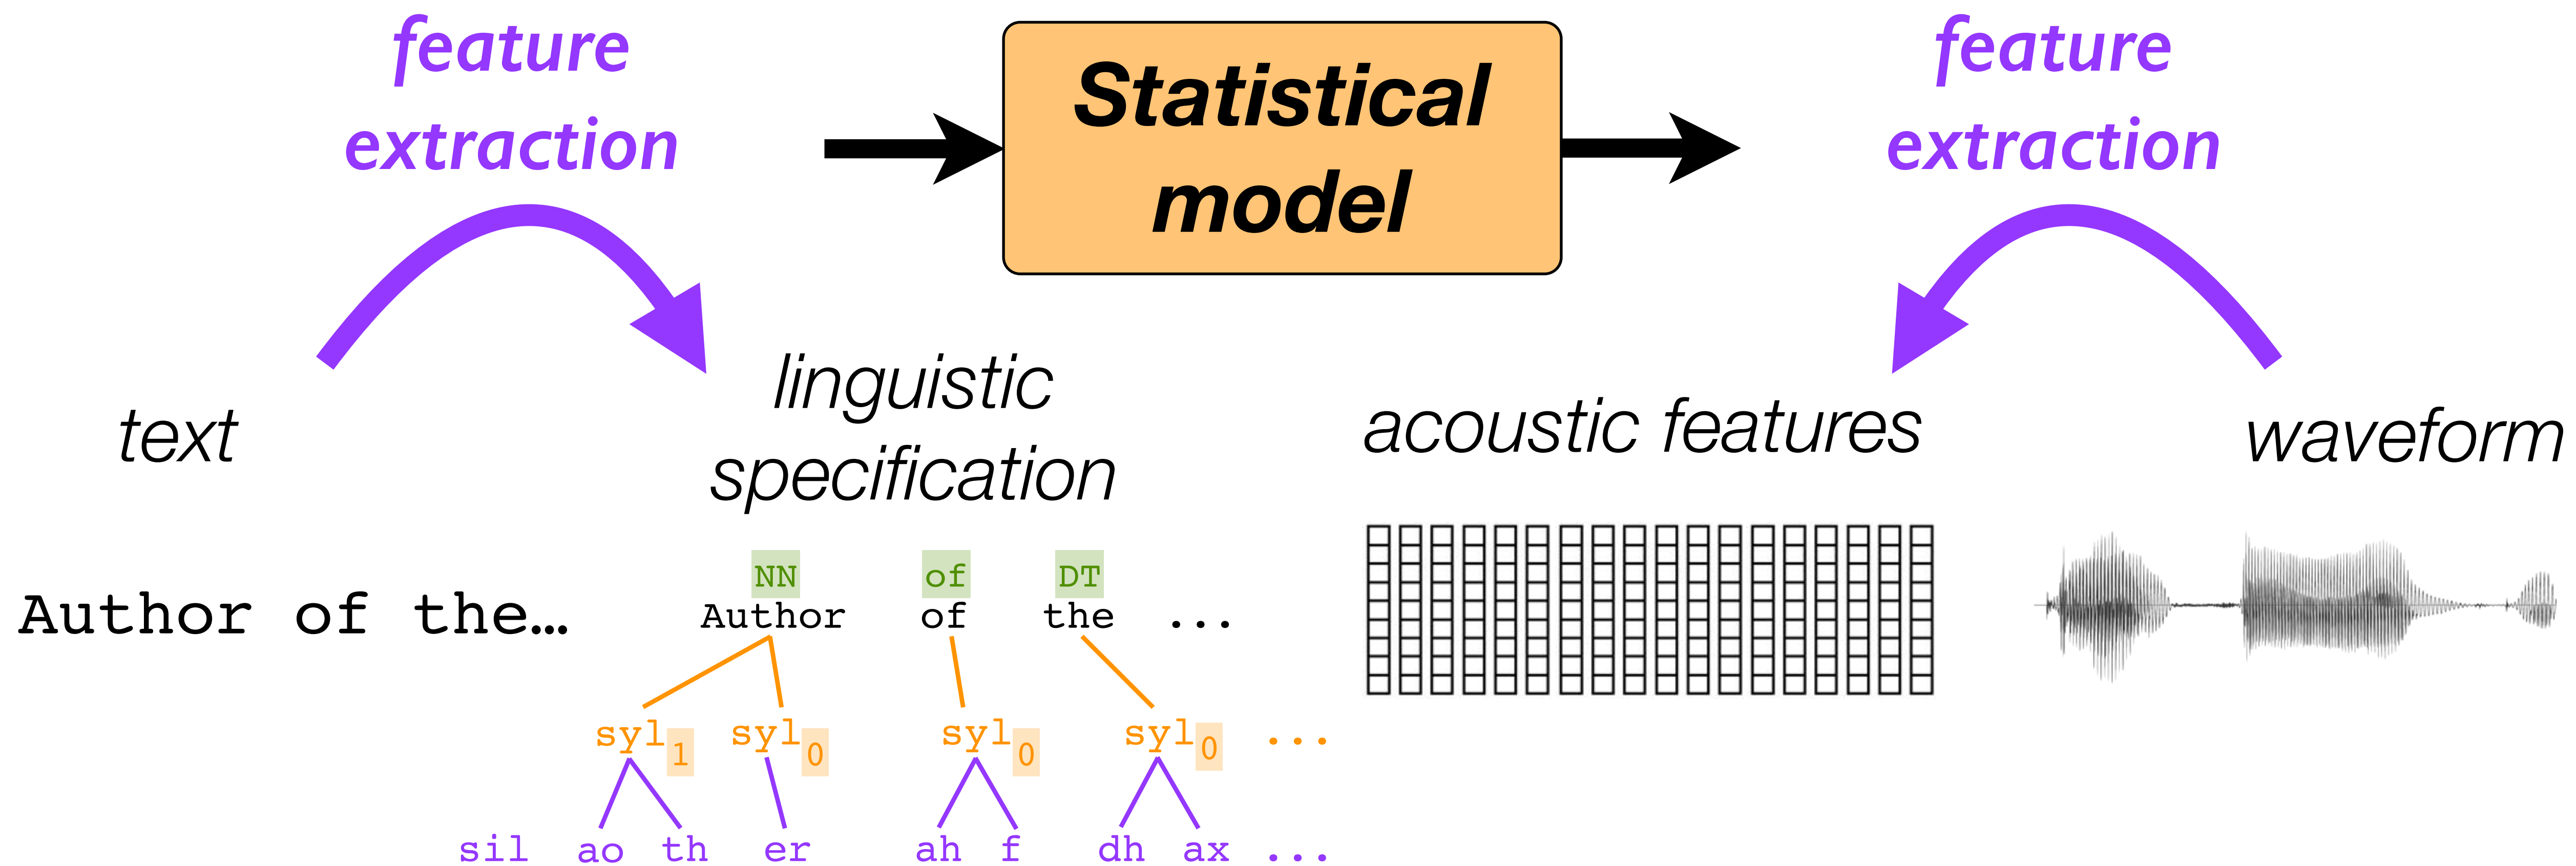 feature
extraction
Statistical
model
feature
extraction
text
linguistic
specification
acoustic features
waveform
Author of the…
NN of DT
Author of the ...
syl1 syl0 syl0 syl0 ...
sil ao th er ah f dh ax ...